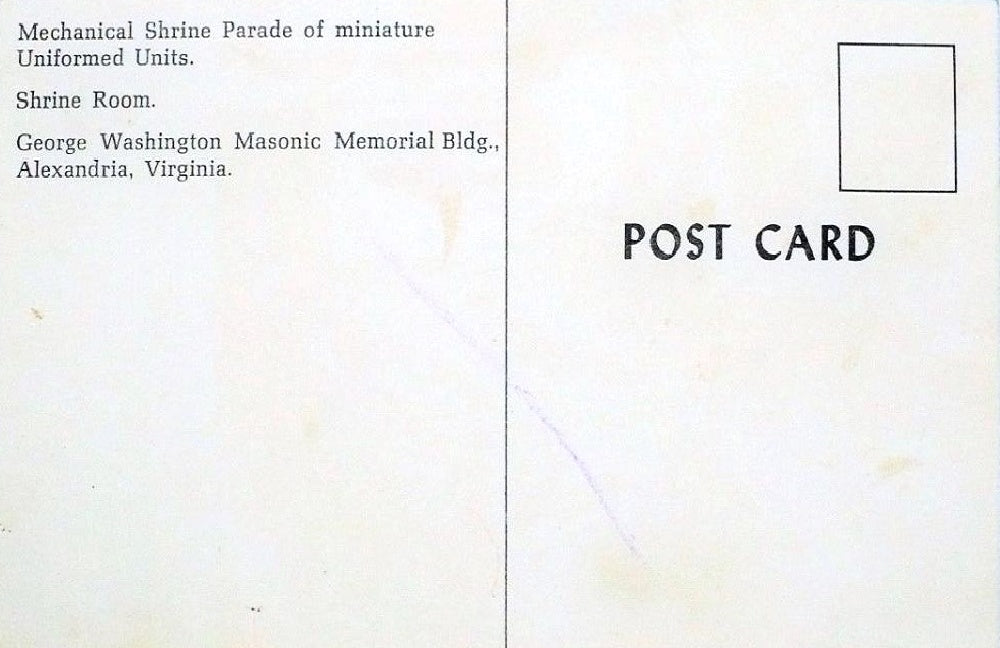 Mechanical Shrine Parade of miniature
Uniformed Units.
Shrine Room.
George Washington Masonic Memorial Bldg.,
Alexandria, Virginia.
POST CARD